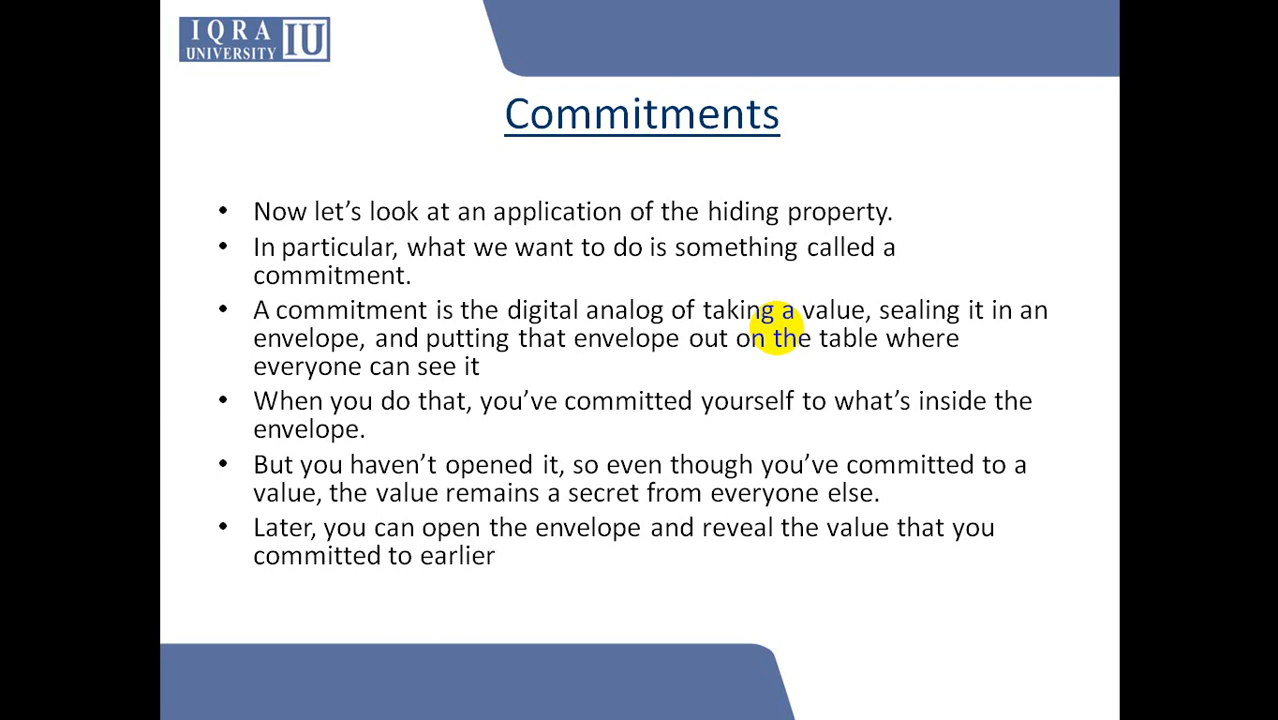 IQRA
UNIVERSITY IU
Commitments
• Now let’s look at an application of the hiding property.
• In particular, what we want to do is something called a
commitment.
• A commitment is the digital analog of taking a value, sealing it in an
envelope, and putting that envelope out on the table where
everyone can see it
• When you do that, you’ve committed yourself to what’s inside the
envelope.
• But you haven’t opened it, so even though you’ve committed to a
value, the value remains a secret from everyone else.
• Later, you can open the envelope and reveal the value that you
committed to earlier